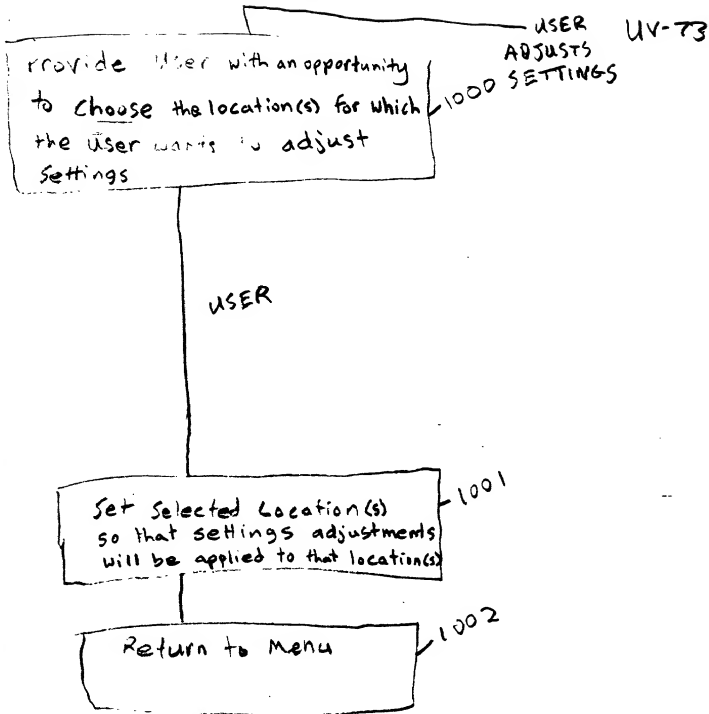 USER UV-73
ADJUSTS
SETTINGS
Provide User with an opportunity
to choose the location(s) for which
the user wants to adjust
Settings
1000
USER
Set Selected Location(s)
so that settings adjustments
will be applied to that location(s)
1001
Return to Menu
1002